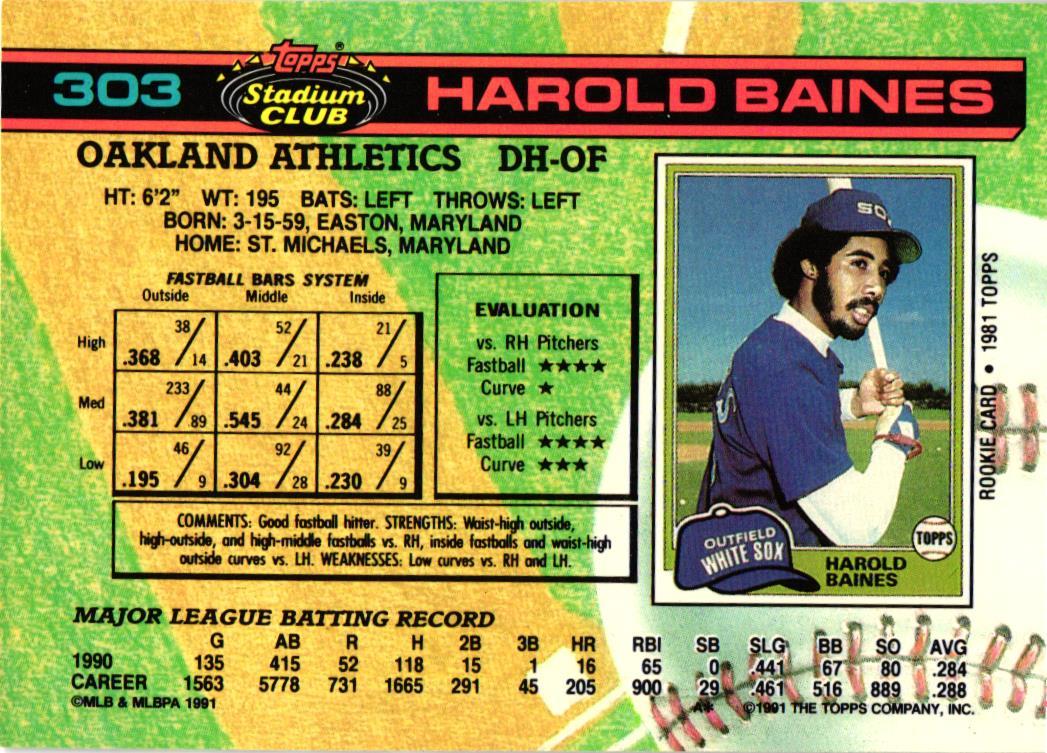 303
Topps®
Stadium
CLUB
HAROLD BAINES
OAKLAND ATHLETICS DH-OF
HT: 6'2" WT: 195 BATS: LEFT THROWS: LEFT
BORN: 3-15-59, EASTON, MARYLAND
HOME: ST. MICHAELS, MARYLAND
FASTBALL BARS SYSTEM
Outside Middle Inside
High 38/ 52/ 21/
.368 /14 .403 /21 .238 /5
Med 233/ 44/ 88/
.381 /89 .545 /24 .284 /25
Low 46/ 92/ 39/
.195 /9 .304 /28 .230 /9
EVALUATION
vs. RH Pitchers
Fastball ★★★★
Curve ★
vs. LH Pitchers
Fastball ★★★★
Curve ★★★
COMMENTS: Good fastball hitter. STRENGTHS: Waist-high outside,
high-outside, and high-middle fastballs vs. RH, inside fastballs and waist-high
outside curves vs. LH. WEAKNESSES: Low curves vs. RH and LH.
SO
OUTFIELD
WHITE SOX
HAROLD
BAINES
TOPPS
ROOKIE CARD • 1981 TOPPS
MAJOR LEAGUE BATTING RECORD
G AB R H 2B 3B HR RBI SB SLG BB SO AVG
1990 135 415 52 118 15 1 16 65 0 .441 67 80 .284
CAREER 1563 5778 731 1665 291 45 205 900 29 .461 516 889 .288
©MLB & MLBPA 1991 A* ©1991 THE TOPPS COMPANY, INC.